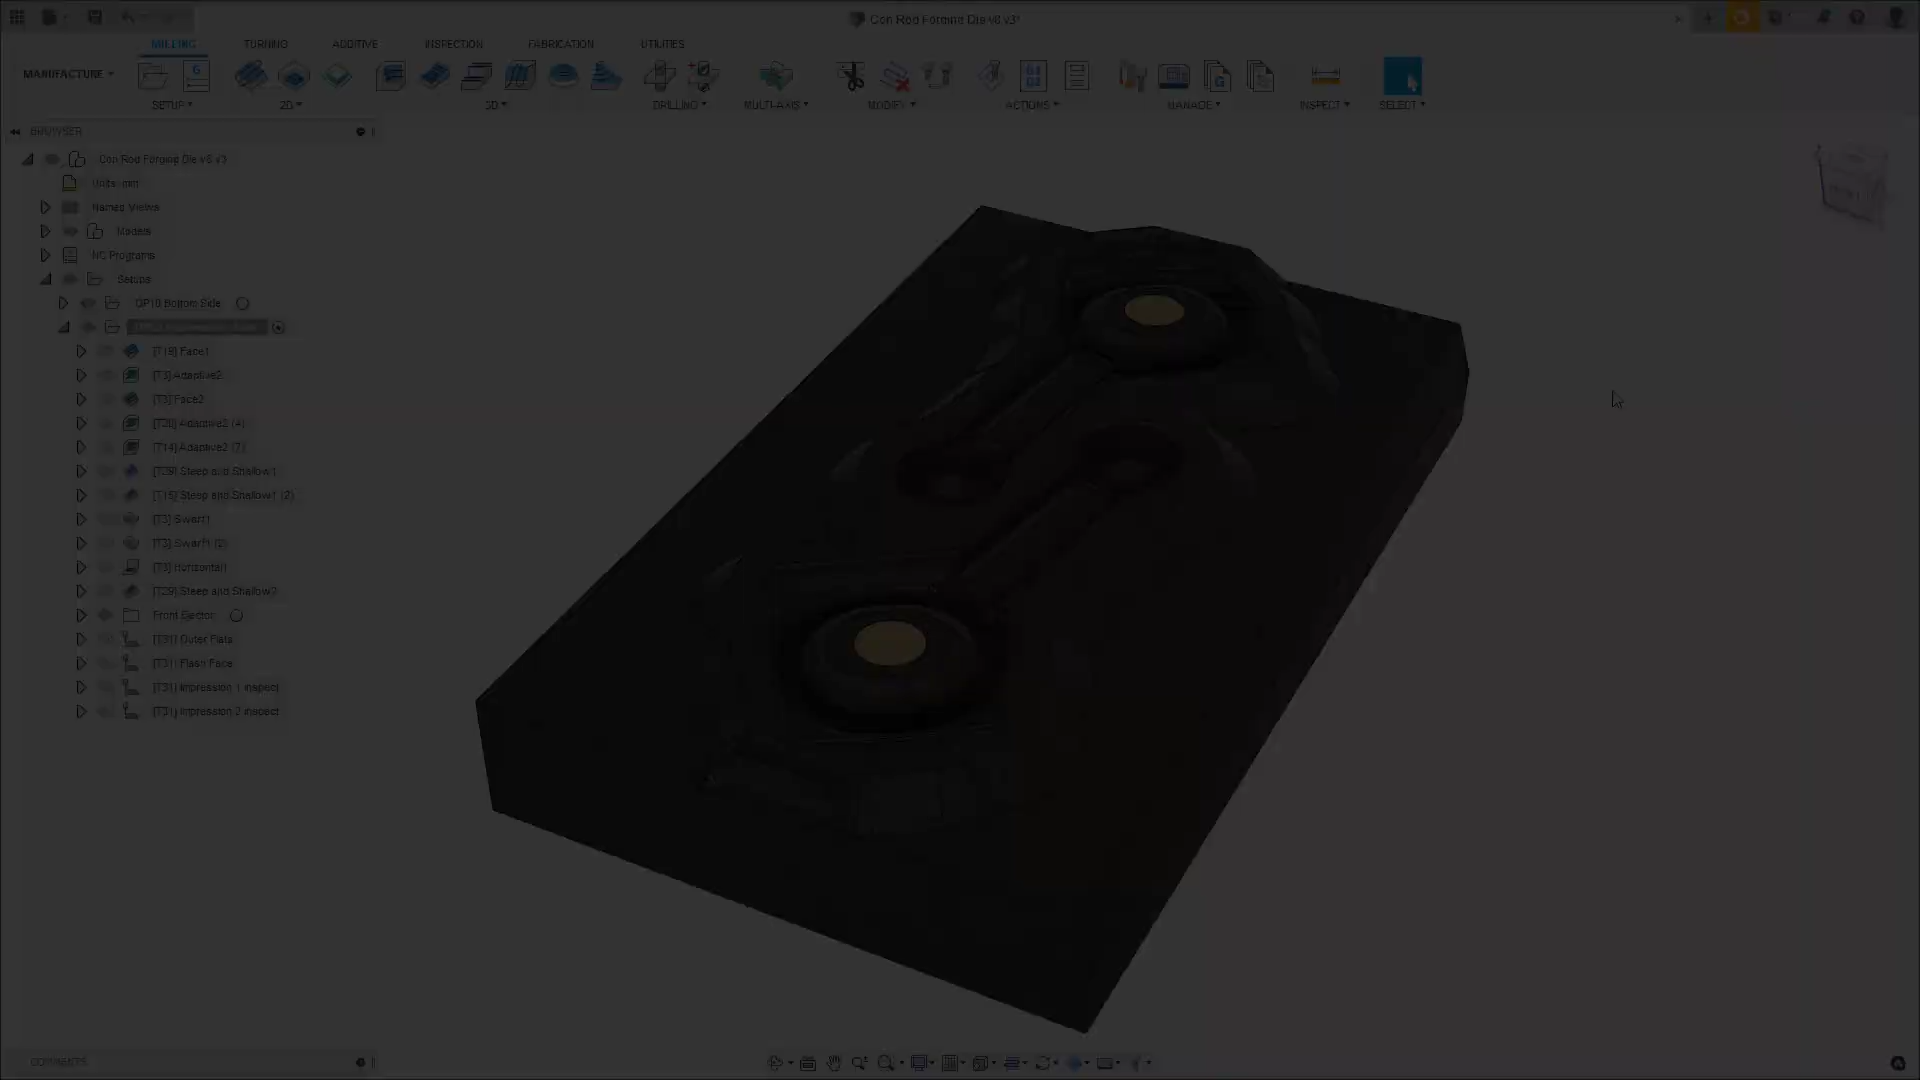 Con Rod Forging Die v8 v3*
MILLING TURNING ADDITIVE INSPECTION FABRICATION UTILITIES
MANUFACTURE
SETUP 2D 3D DRILLING MULTI-AXIS MODIFY ACTIONS MANAGE INSPECT SELECT
BROWSER
Con Rod Forging Die v8 v3
Units: mm
Named Views
Models
NC Programs
Setups
OP10 Bottom Side
[T19] Face1
[T3] Adaptive2
[T3] Face2
[T20] Adaptive2 (4)
[T14] Adaptive2 (7)
[T29] Steep and Shallow1
[T15] Steep and Shallow1 (2)
[T3] Swarf1
[T3] Swarf1 (2)
[T3] Horizontal1
[T29] Steep and Shallow2
Front Ejector
[T31] Outer Flats
[T31] Flash Face
[T31] Impression 1 inspect
[T31] Impression 2 inspect
COMMENTS